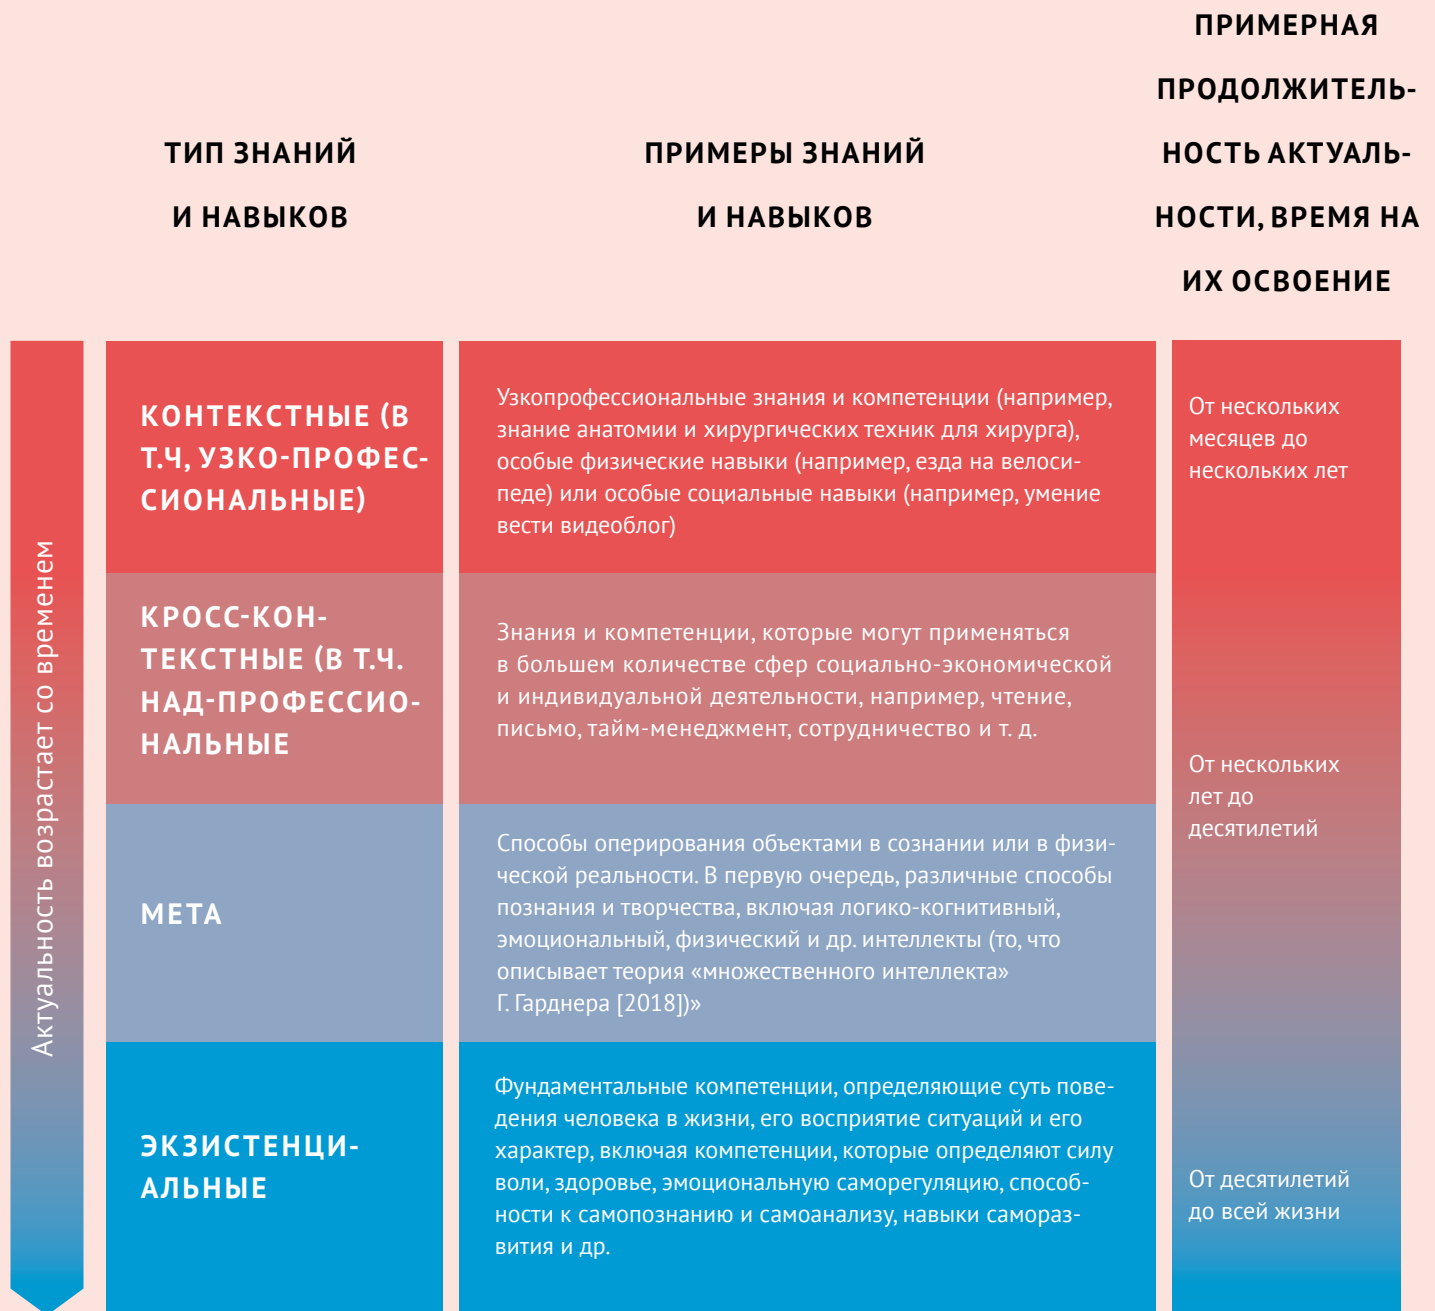 ТИП ЗНАНИЙ
И НАВЫКОВ
ПРИМЕРЫ ЗНАНИЙ
И НАВЫКОВ
ПРИМЕРНАЯ
ПРОДОЛЖИТЕЛЬ-
НОСТЬ АКТУАЛЬ-
НОСТИ, ВРЕМЯ НА
ИХ ОСВОЕНИЕ
Актуальность возрастает со временем
КОНТЕКСТНЫЕ (В
Т.Ч, УЗКО-ПРОФЕС-
СИОНАЛЬНЫЕ)
Узкопрофессиональные знания и компетенции (например,
знание анатомии и хирургических техник для хирурга),
особые физические навыки (например, езда на велоси-
педе) или особые социальные навыки (например, умение
вести видеоблог)
От нескольких
месяцев до
нескольких лет
КРОСС-КОН-
ТЕКСТНЫЕ (В Т.Ч.
НАД-ПРОФЕССИО-
НАЛЬНЫЕ
Знания и компетенции, которые могут применяться
в большем количестве сфер социально-экономической
и индивидуальной деятельности, например, чтение,
письмо, тайм-менеджмент, сотрудничество и т. д.
От нескольких
лет до
десятилетий
МЕТА
Способы оперирования объектами в сознании или в физи-
ческой реальности. В первую очередь, различные способы
познания и творчества, включая логико-когнитивный,
эмоциональный, физический и др. интеллекты (то, что
описывает теория «множественного интеллекта»
Г. Гарднера [2018])»
ЭКЗИСТЕНЦИ-
АЛЬНЫЕ
Фундаментальные компетенции, определяющие суть пове-
дения человека в жизни, его восприятие ситуаций и его
характер, включая компетенции, которые определяют силу
воли, здоровье, эмоциональную саморегуляцию, способ-
ности к самопознанию и самоанализу, навыки самораз-
вития и др.
От десятилетий
до всей жизни